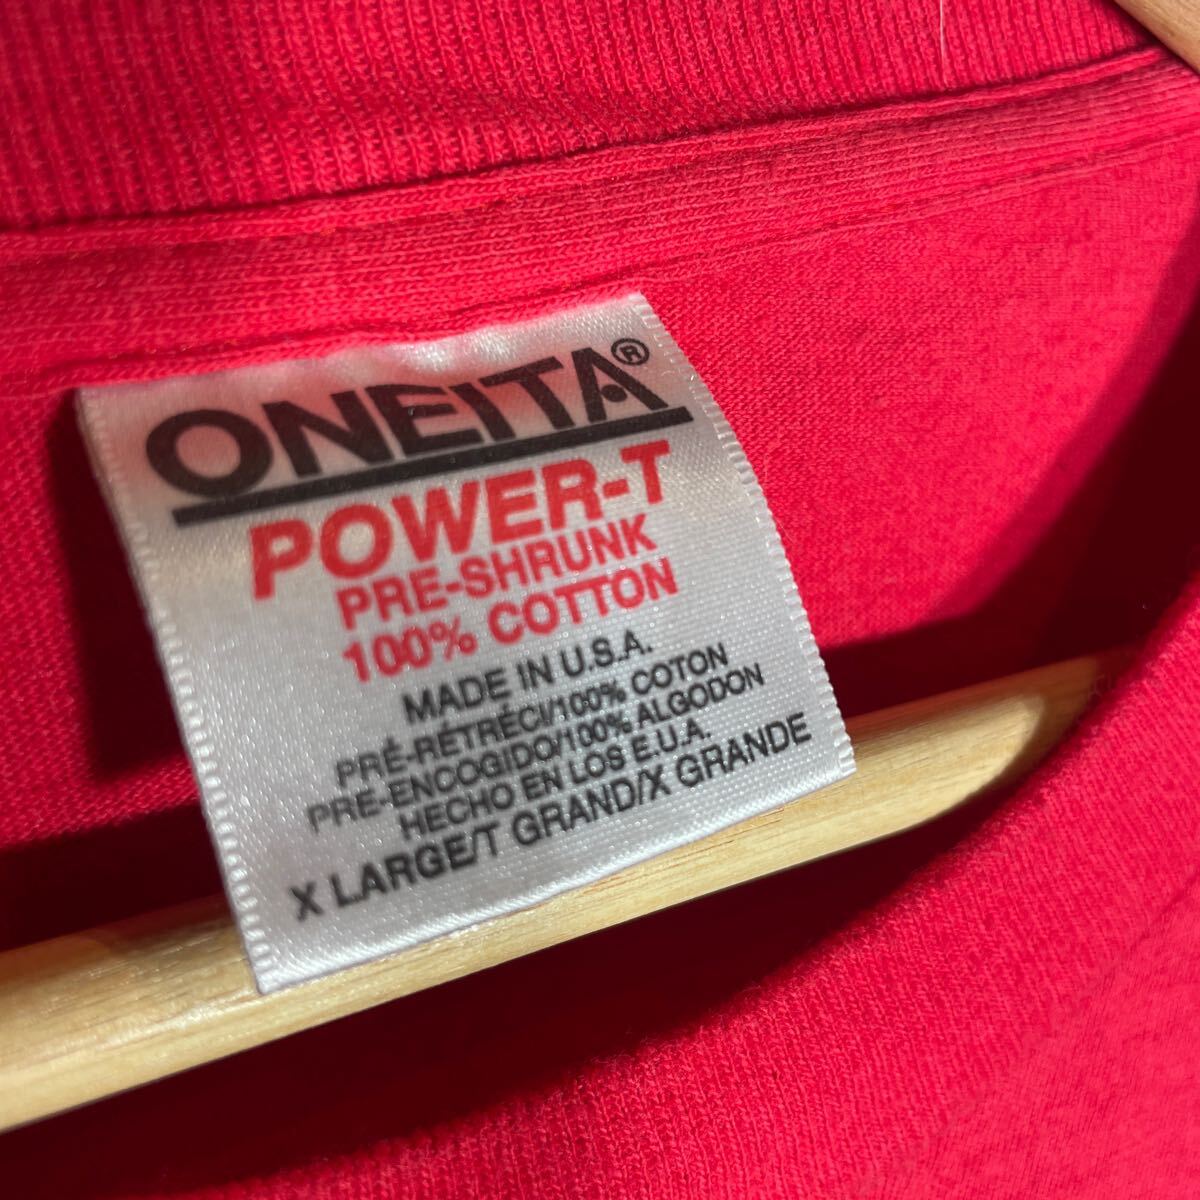 ONEITA®
POWER-T
PRE-SHRUNK
100% COTTON
MADE IN U.S.A.
PRÉ-RÉTRÉCI/100% COTON
PRE-ENCOGIDO/100% ALGODON
HECHO EN LOS E.U.A.
X LARGE/T GRAND/X GRANDE